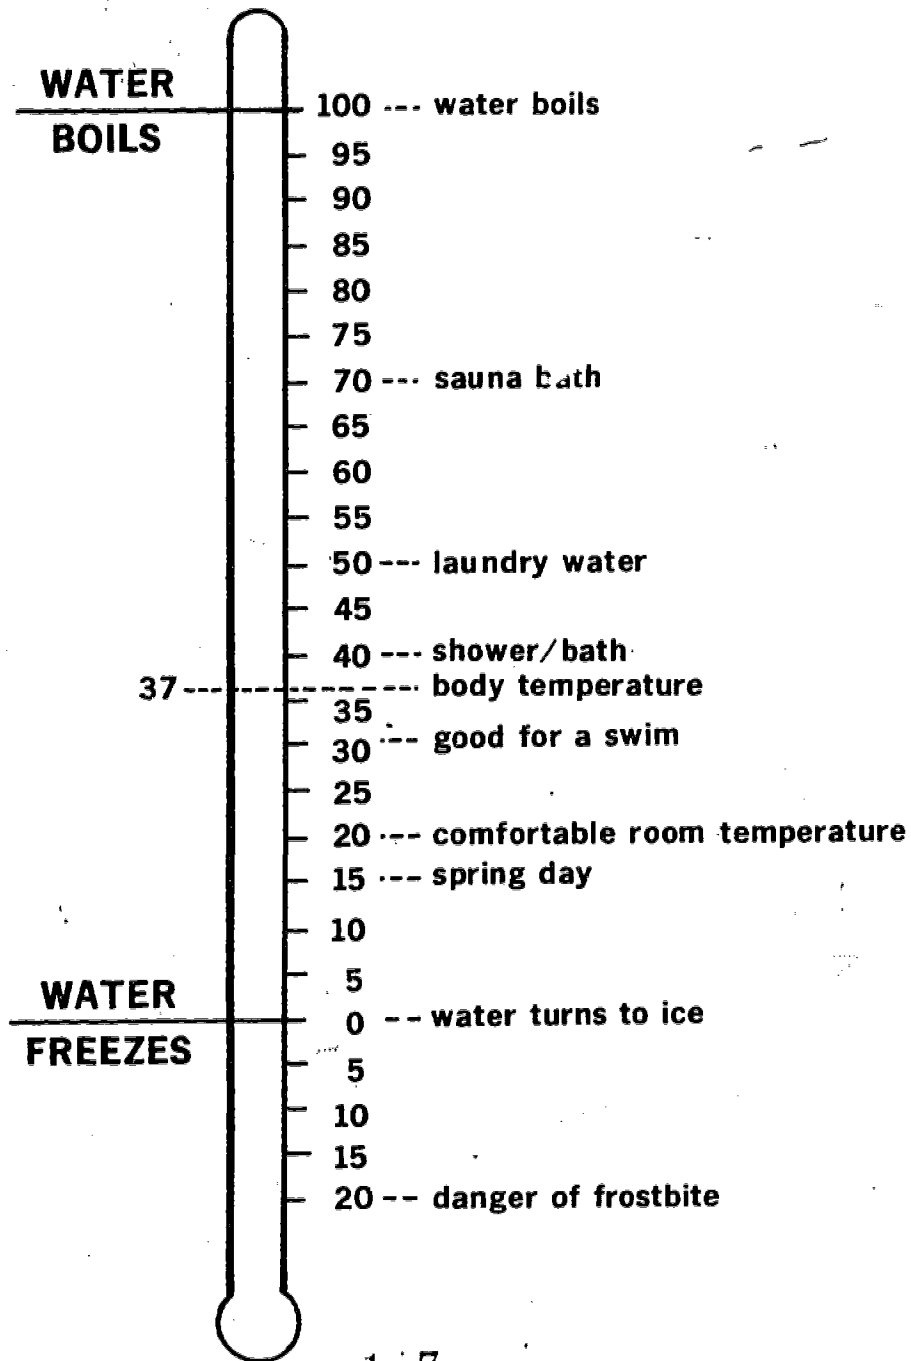 WATER
BOILS
100 --- water boils
95
90
85
80
75
70 --- sauna bath
65
60
55
50 --- laundry water
45
40 --- shower/bath
37 --- body temperature
35
30 --- good for a swim
25
20 --- comfortable room temperature
15 --- spring day
10
5
WATER
FREEZES
0 -- water turns to ice
5
10
15
20 -- danger of frostbite